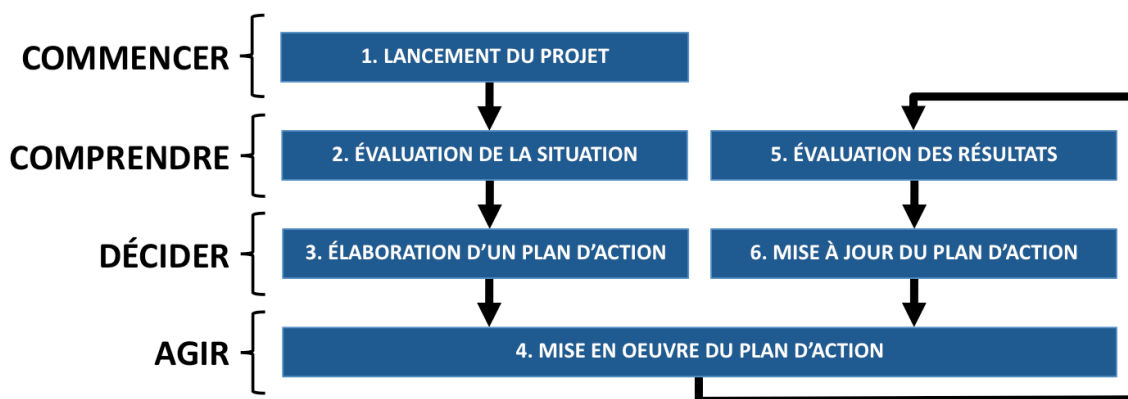 COMMENCER
1. LANCEMENT DU PROJET
COMPRENDRE
2. ÉVALUATION DE LA SITUATION
5. ÉVALUATION DES RÉSULTATS
DÉCIDER
3. ÉLABORATION D'UN PLAN D'ACTION
6. MISE À JOUR DU PLAN D'ACTION
AGIR
4. MISE EN OEUVRE DU PLAN D'ACTION